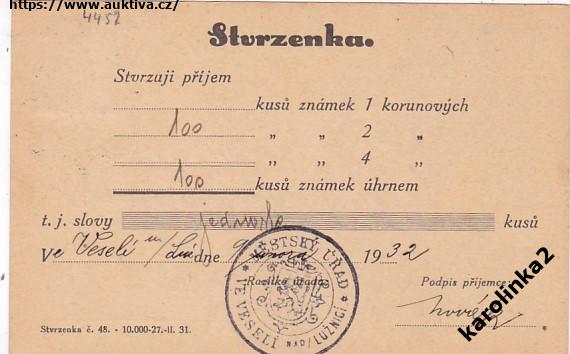 https://www.auktiva.cz/
4452
Stvrzenka.
Stvrzuji příjem
kusů známek 1 korunových
100 „ „ 2 „
„ „ 4 „
100 kusů známek úhrnem
t. j. slovy jednosto kusů
Ve Veselí n/Luž dne února 1932
MĚSTSKÝ ÚŘAD
VE VESELÍ NAD/LUŽNICÍ
Razítko úřadu
Podpis příjemce
Stvrzenka č. 48. - 10.000-27.-II. 31.
karolinka2